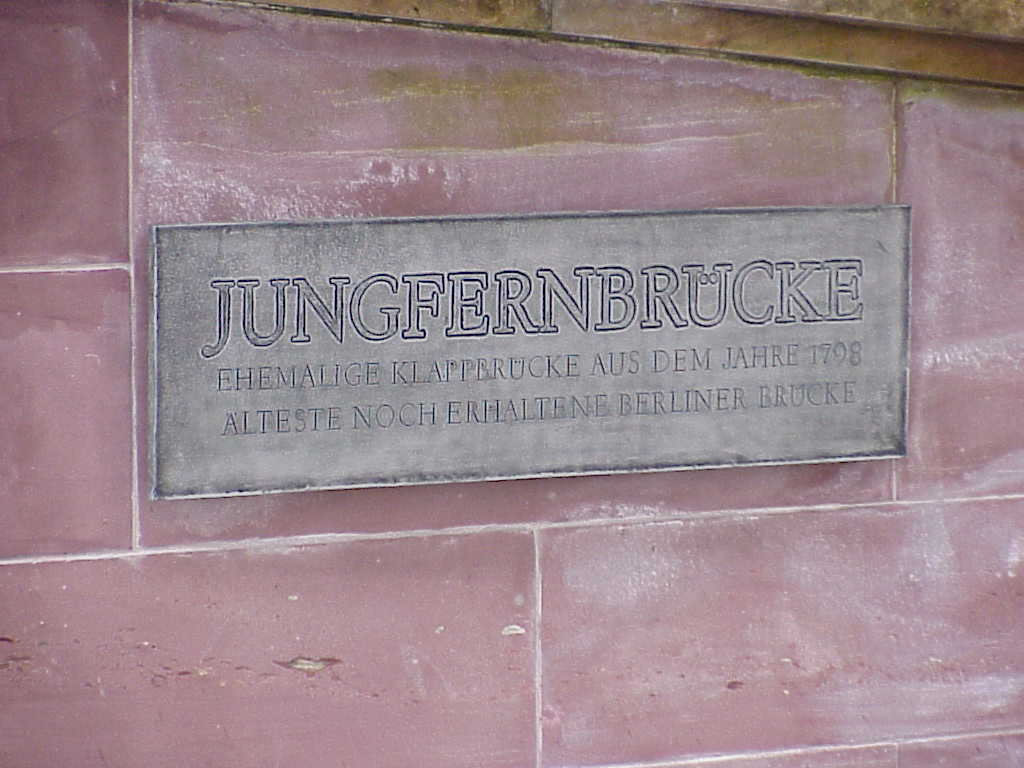 JUNGFERNBRÜCKE
EHEMALIGE KLAPPBRÜCKE AUS DEM JAHRE 1798
ÄLTESTE NOCH ERHALTENE BERLINER BRÜCKE